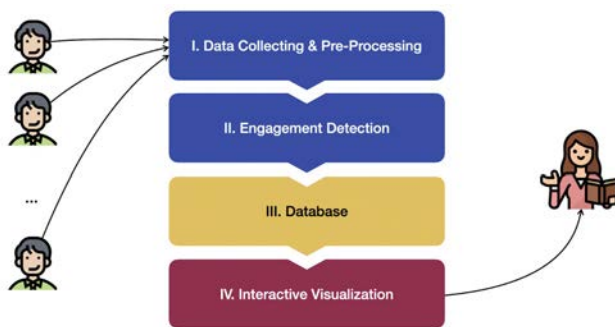 I. Data Collecting & Pre-Processing
II. Engagement Detection
...
III. Database
IV. Interactive Visualization